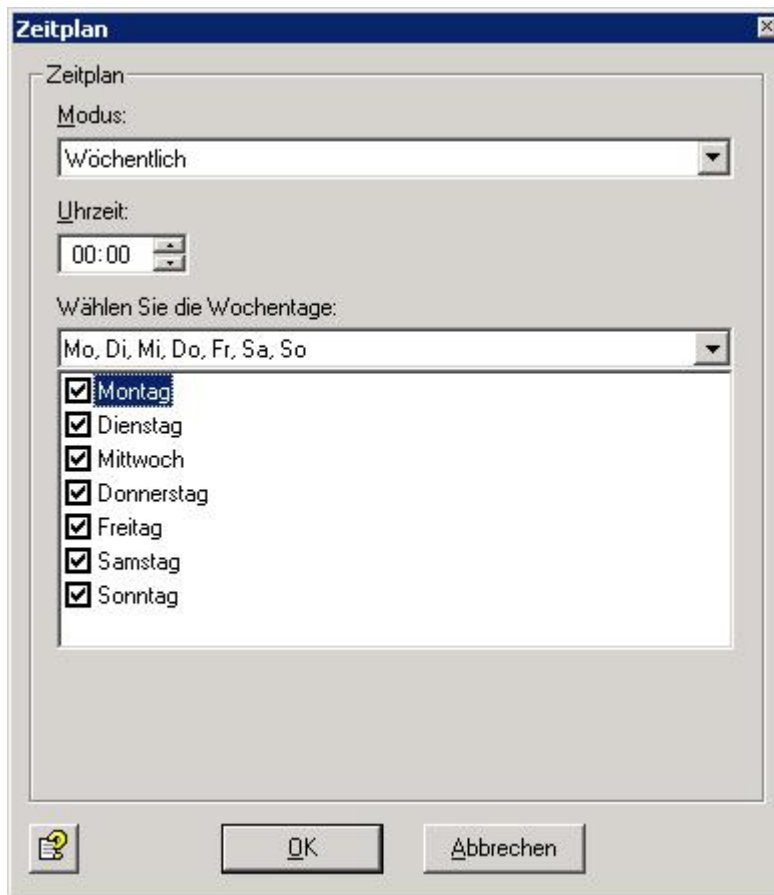 Zeitplan
Zeitplan
Modus:
Wöchentlich
Uhrzeit:
00:00
Wählen Sie die Wochentage:
Mo, Di, Mi, Do, Fr, Sa, So
Montag
Dienstag
Mittwoch
Donnerstag
Freitag
Samstag
Sonntag
OK Abbrechen